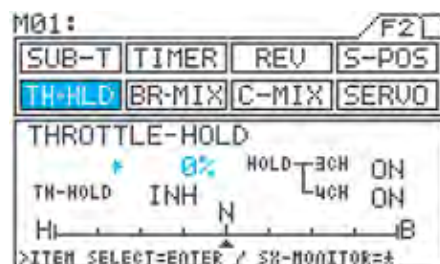 M01: F2
SUB-T TIMER REV S-POS
TH-HLD BR-MIX C-MIX SERVO
THROTTLE-HOLD
* 0% HOLD 3CH ON
TH-HOLD INH 4CH ON
N
H B
>ITEM SELECT=ENTER / SX-MONITOR=±